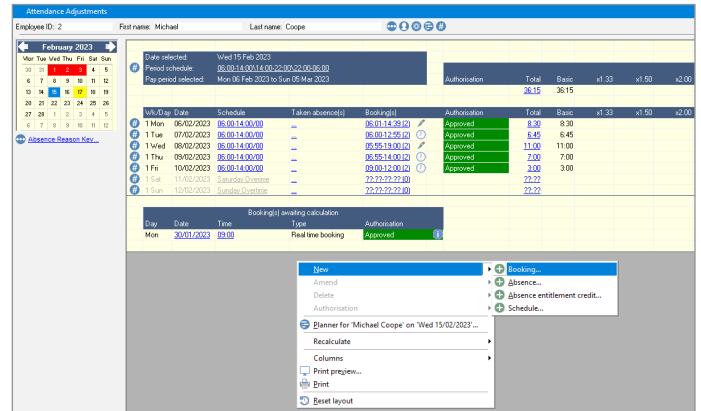 Attendance Adjustments
Employee ID: 2 First name: Michael Last name: Coope
February 2023
Mon Tue Wed Thu Fri Sat Sun
30 31 1 2 3 4 5
6 7 8 9 10 11 12
13 14 15 16 17 18 19
20 21 22 23 24 25 26
27 28 1 2 3 4 5
6 7 8 9 10 11 12
Absence Reason Key...
Date selected: Wed 15 Feb 2023
Period schedule: 06:00-14:00\14:00-22:00\22:00-06:00
Pay period selected: Mon 06 Feb 2023 to Sun 05 Mar 2023
Authorisation Total Basic x1.33 x1.50 x2.00
36:15 36:15
Wk/Day Date Schedule Taken absence(s) Booking(s) Authorisation Total Basic x1.33 x1.50 x2.00
1 Mon 06/02/2023 06:00-14:00/00 ... 06:01-14:39 (2) Approved 8:30 8:30
1 Tue 07/02/2023 06:00-14:00/00 ... 06:00-12:55 (2) Approved 6:45 6:45
1 Wed 08/02/2023 06:00-14:00/00 ... 05:55-19:00 (2) Approved 11:00 11:00
1 Thu 09/02/2023 06:00-14:00/00 ... 06:55-14:00 (2) Approved 7:00 7:00
1 Fri 10/02/2023 06:00-14:00/00 ... 09:00-12:00 (2) Approved 3:00 3:00
1 Sat 11/02/2023 Saturday Overtime ... ??:??-??:?? (0) ??:??
1 Sun 12/02/2023 Sunday Overtime ... ??:??-??:?? (0) ??:??
Booking(s) awaiting calculation
Day Date Time Type Authorisation
Mon 30/01/2023 09:00 Real time booking Approved
New
Amend
Delete
Authorisation
Planner for 'Michael Coope' on 'Wed 15/02/2023'...
Recalculate
Columns
Print preview...
Print
Reset layout
Booking...
Absence...
Absence entitlement credit...
Schedule...